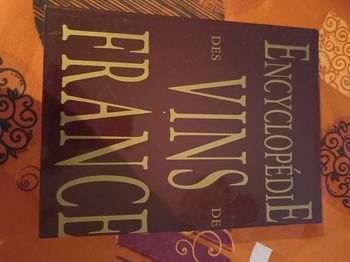 ENCYCLOPÉDIE
DES
VINS
DE
FRANCE